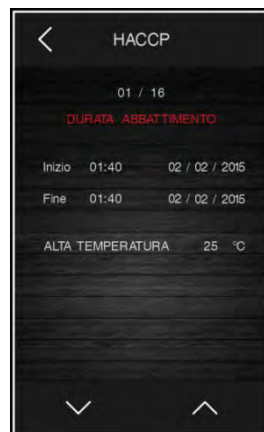 HACCP
01 / 16
DURATA ABBATTIMENTO
Inizio 01:40 02 / 02 / 2015
Fine 01:40 02 / 02 / 2015
ALTA TEMPERATURA 25 °C